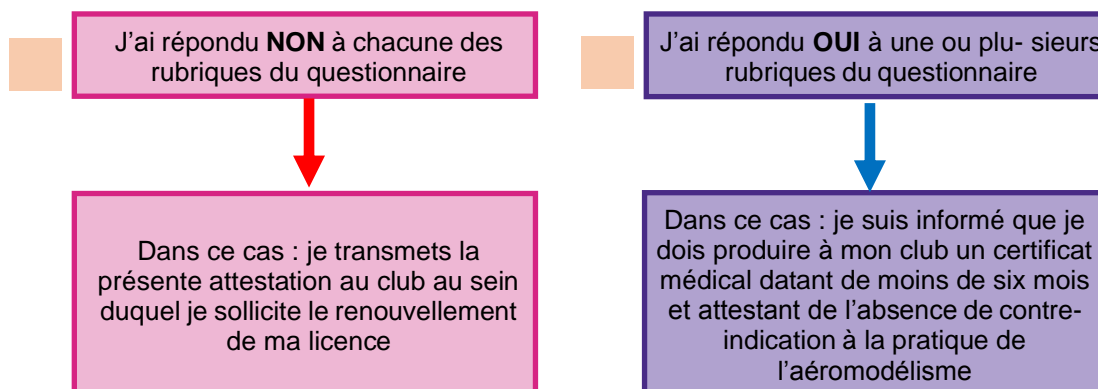 J’ai répondu NON à chacune des
rubriques du questionnaire
J’ai répondu OUI à une ou plu- sieurs
rubriques du questionnaire
Dans ce cas : je transmets la
présente attestation au club au sein
duquel je sollicite le renouvellement
de ma licence
Dans ce cas : je suis informé que je
dois produire à mon club un certificat
médical datant de moins de six mois
et attestant de l’absence de contre-
indication à la pratique de
l’aéromodélisme